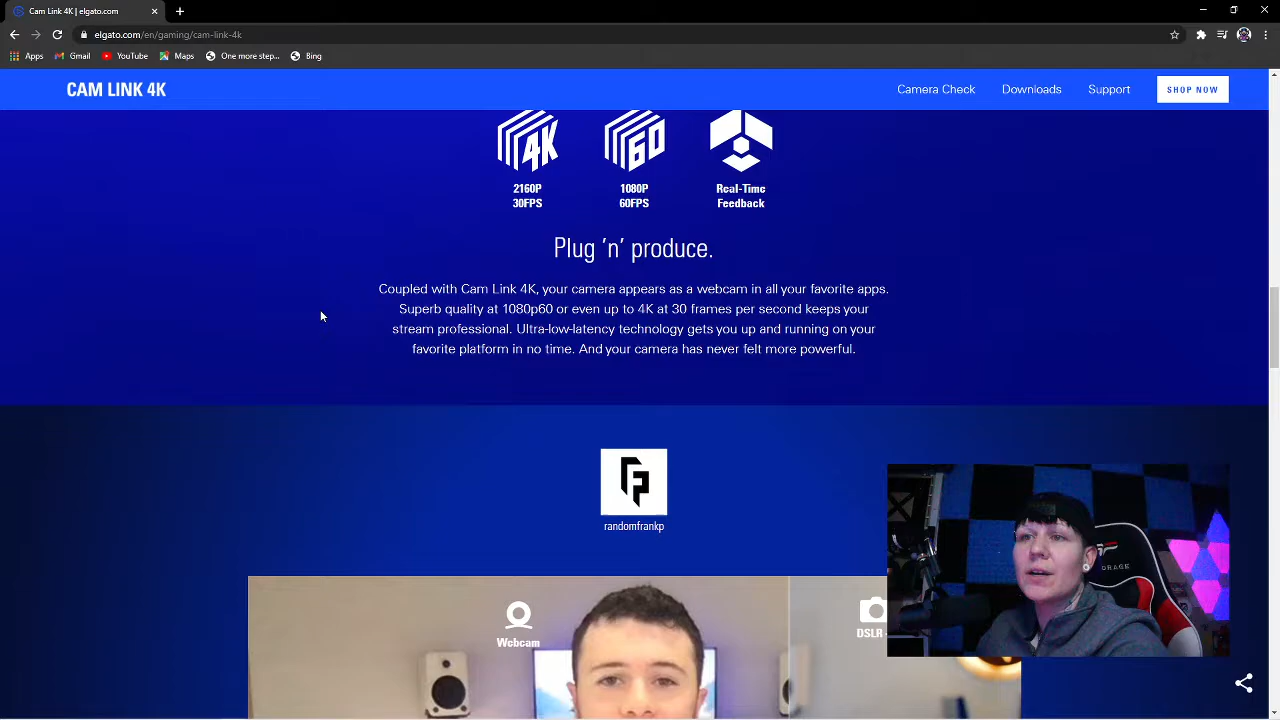 Cam Link 4K | elgato.com
elgato.com/en/gaming/cam-link-4k
Apps Gmail YouTube Maps One more step... Bing
CAM LINK 4K
Camera Check Downloads Support SHOP NOW
4K 60
2160P 1080P Real-Time
30FPS 60FPS Feedback
Plug 'n' produce.
Coupled with Cam Link 4K, your camera appears as a webcam in all your favorite apps.
Superb quality at 1080p60 or even up to 4K at 30 frames per second keeps your
stream professional. Ultra-low-latency technology gets you up and running on your
favorite platform in no time. And your camera has never felt more powerful.
randomfrankp
Webcam
DSLR